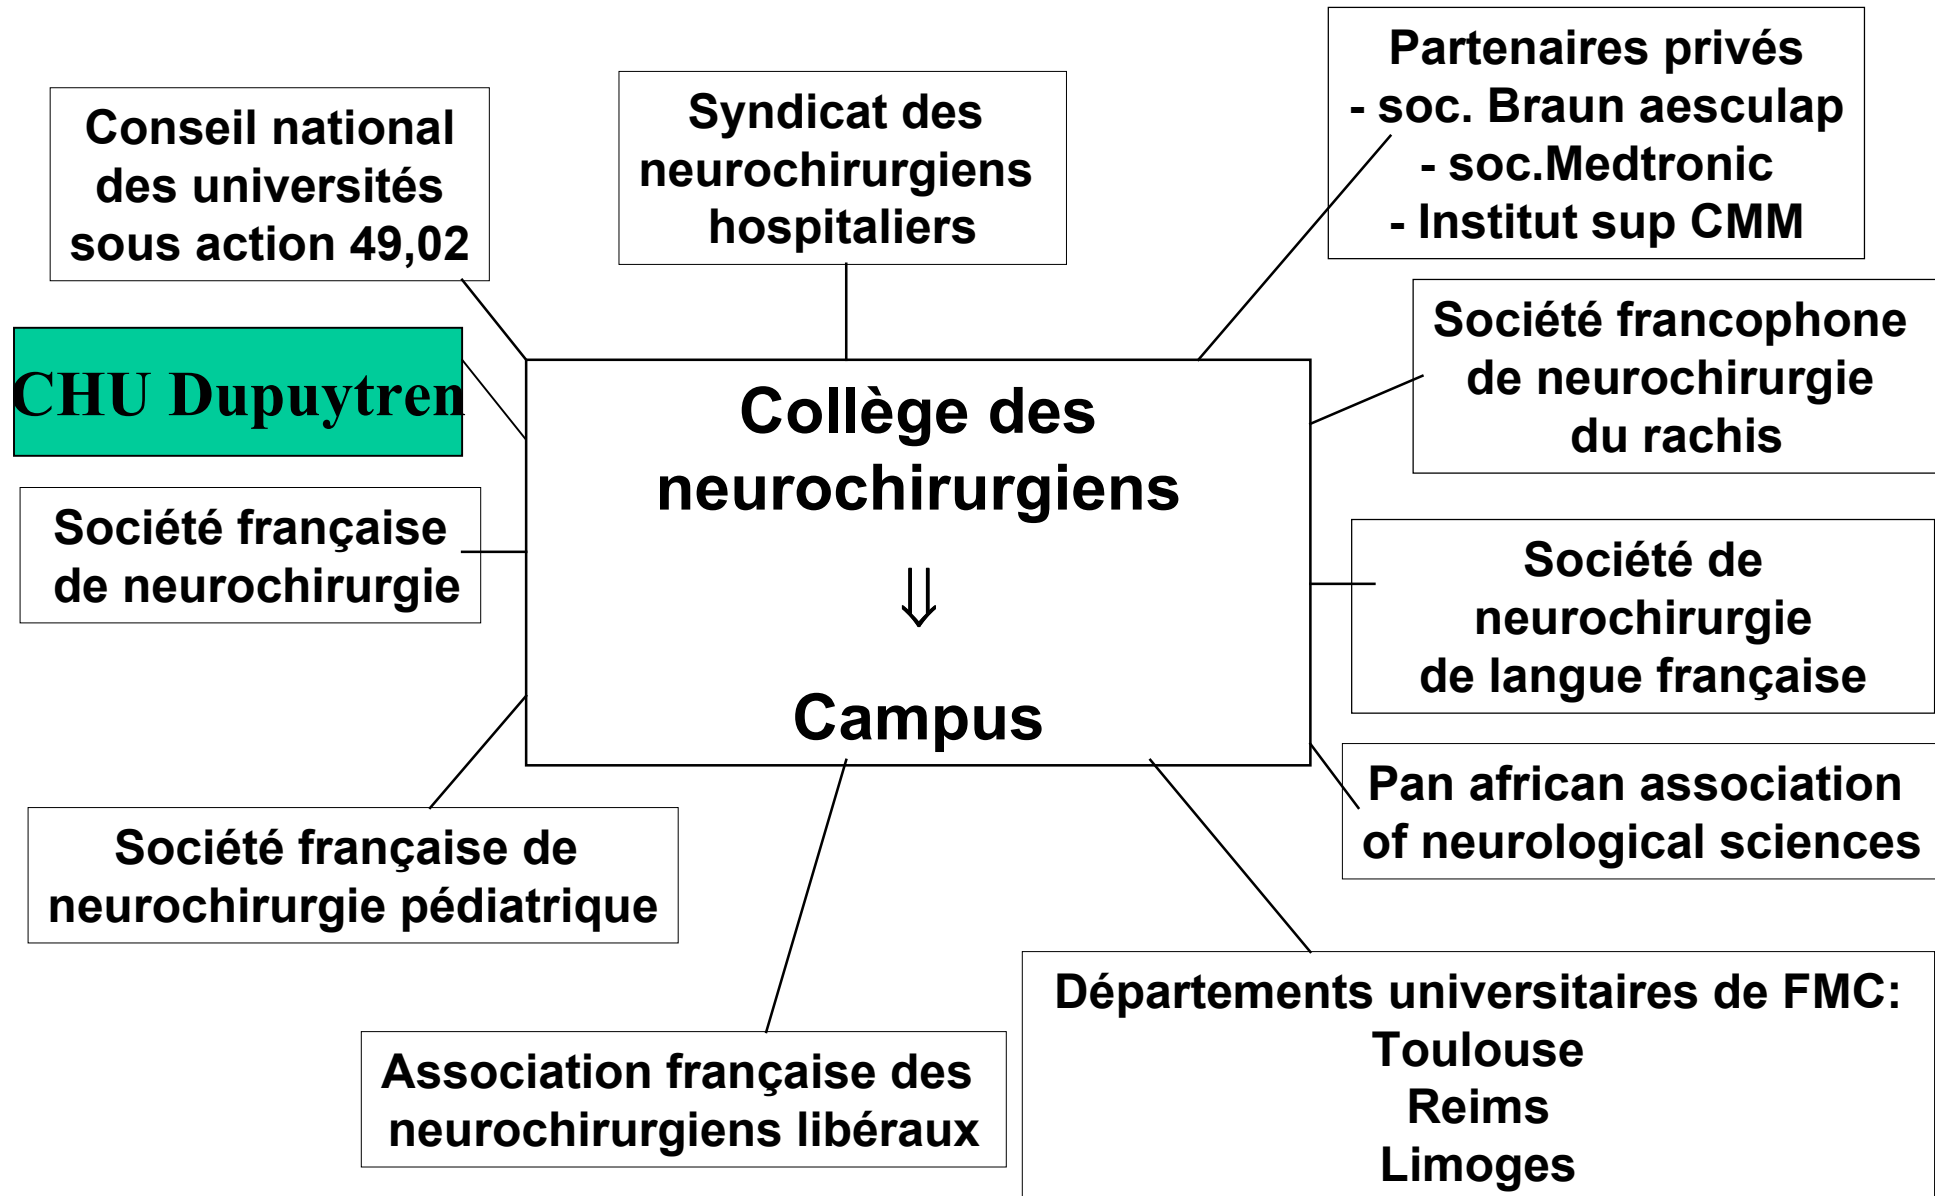 Conseil national
des universités
sous action 49,02
Syndicat des
neurochirurgiens
hospitaliers
Partenaires privés
- soc. Braun aesculap
- soc.Medtronic
- Institut sup CMM
CHU Dupuytren
Collège des
neurochirurgiens
⇓
Campus
Société francophone
de neurochirurgie
du rachis
Société française
de neurochirurgie
Société de
neurochirurgie
de langue française
Société française de
neurochirurgie pédiatrique
Pan african association
of neurological sciences
Association française des
neurochirurgiens libéraux
Départements universitaires de FMC:
Toulouse
Reims
Limoges